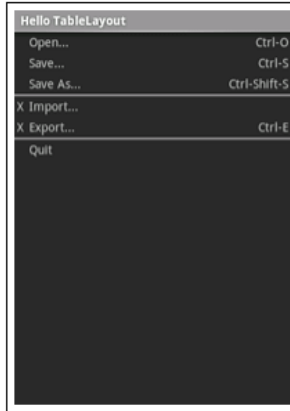 Hello TableLayout
Open... Ctrl-O
Save... Ctrl-S
Save As... Ctrl-Shift-S
X Import...
X Export... Ctrl-E
Quit